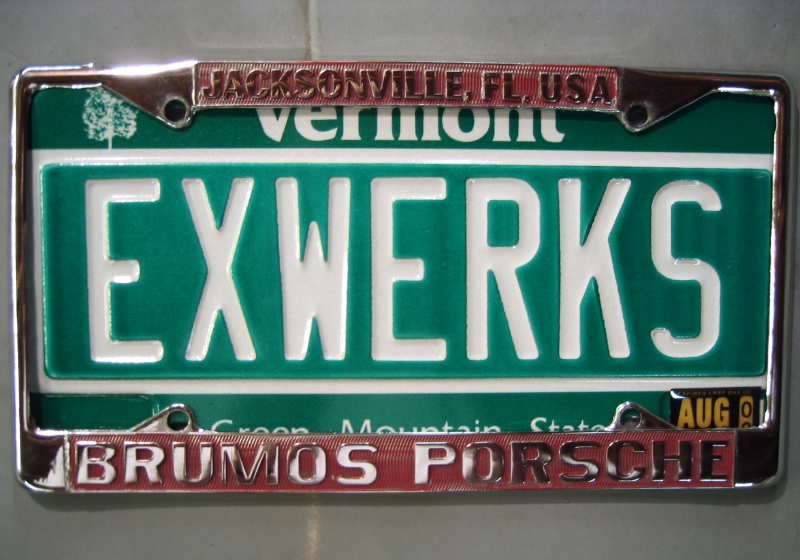 JACKSONVILLE, FL, USA
Vermont
EXWERKS
Green Mountain State
AUG
BRUMOS PORSCHE